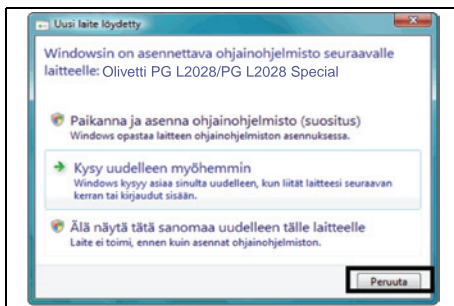 Uusi laite löydetty
Windowsin on asennettava ohjainohjelmisto seuraavalle
laitteelle: Olivetti PG L2028/PG L2028 Special
Paikanna ja asenna ohjainohjelmisto (suositus)
Windows opastaa laitteen ohjainohjelmiston asennuksessa.
Kysy uudelleen myöhemmin
Windows kysyy asiaa sinulta uudelleen, kun liität laitteesi seuraavan
kerran tai kirjaudut sisään.
Älä näytä tätä sanomaa uudelleen tälle laitteelle
Laite ei toimi, ennen kuin asennat ohjainohjelmiston.
Peruuta